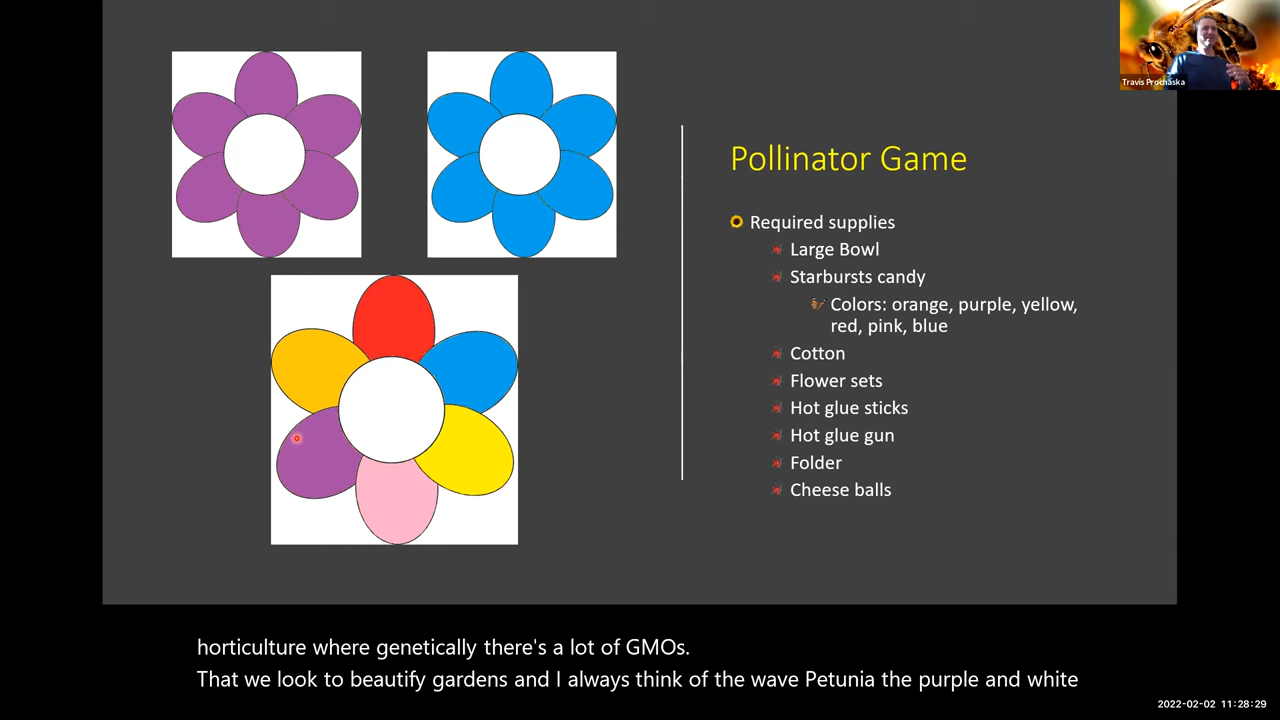 Travis Prochaska
Pollinator Game
Required supplies
Large Bowl
Starbursts candy
Colors: orange, purple, yellow,
red, pink, blue
Cotton
Flower sets
Hot glue sticks
Hot glue gun
Folder
Cheese balls
horticulture where genetically there's a lot of GMOs.
That we look to beautify gardens and I always think of the wave Petunia the purple and white
2022-02-02 11:28:29